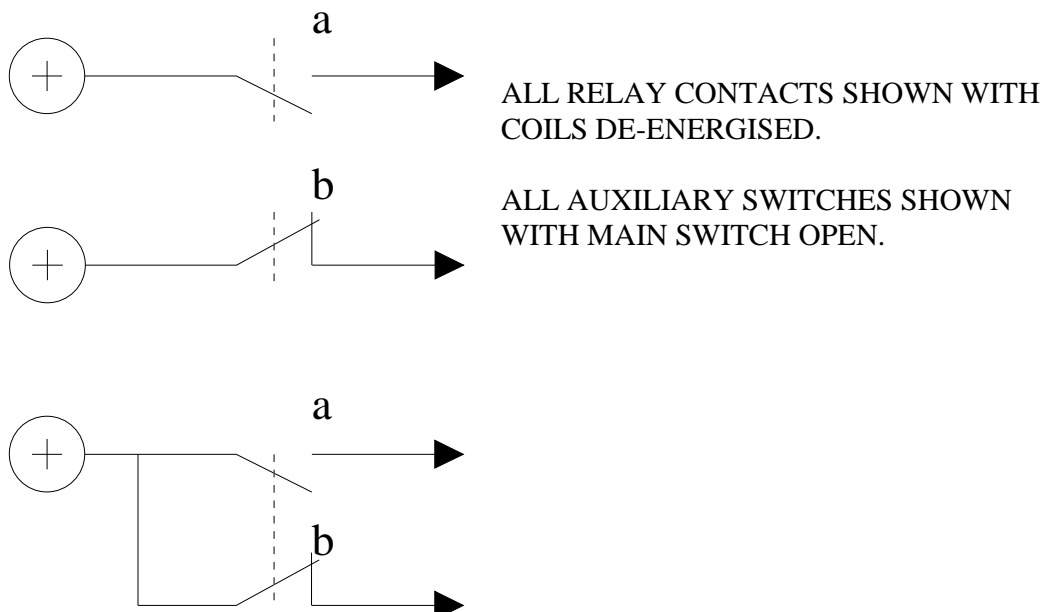 a
ALL RELAY CONTACTS SHOWN WITH
COILS DE-ENERGISED.
b
ALL AUXILIARY SWITCHES SHOWN
WITH MAIN SWITCH OPEN.
a
b